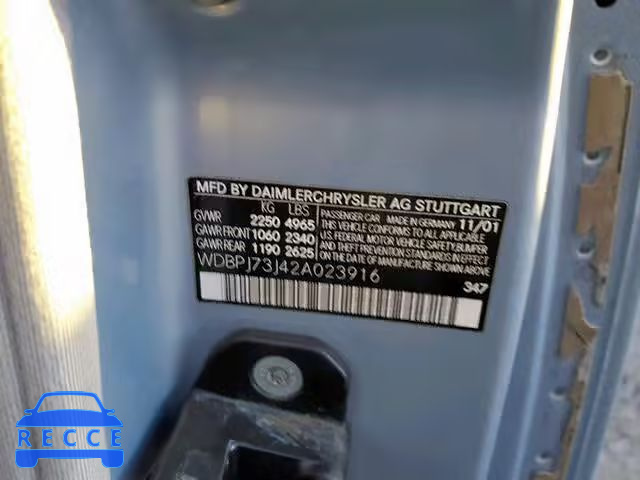 MFD BY DAIMLERCHRYSLER AG STUTTGART
KG LBS
GVWR 2250 4965
GAWR FRONT 1060 2340
GAWR REAR 1190 2625
PASSENGER CAR MADE IN GERMANY 11/01
THIS VEHICLE CONFORMS TO ALL APPLICABLE
U.S. FEDERAL MOTOR VEHICLE SAFETY/BUMPER
AND THEFT PREVENTION STANDARDS IN EFFECT
ON THE DATE OF MANUFACTURE SHOWN ABOVE.
WDBPJ73J42A023916
347
RECCE